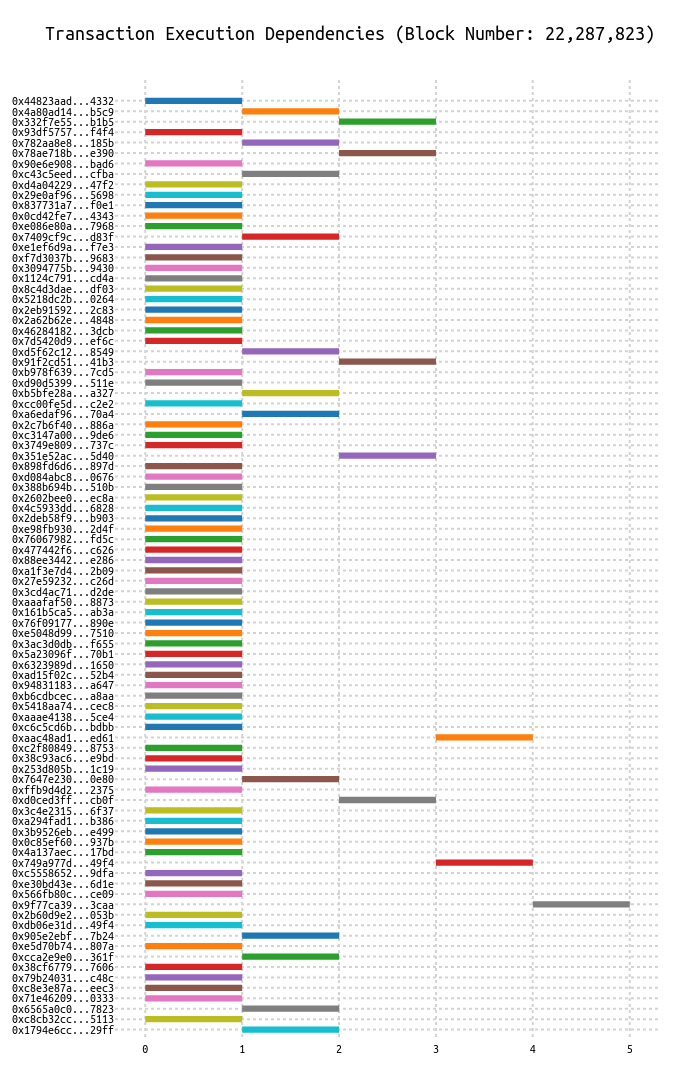 Transaction Execution Dependencies (Block Number: 22,287,823)
0x44823aad...4332
0x4a80ad14...b5c9
0x332f7e55...b1b5
0x93df5757...f4f4
0x782aa8e8...185b
0x78ae718b...e390
0x90e6e908...bad6
0xc43c5eed...cfba
0xd4a04229...47f2
0x29e0af96...5698
0x837731a7...f0e1
0x0cd42fe7...4343
0xe086e80a...7968
0x7409cf9c...d83f
0xe1ef6d9a...f7e3
0xf7d3037b...9683
0x3094775b...9430
0x1124c791...cd4a
0x8c4d3dae...df03
0x5218dc2b...0264
0x2eb91592...2c83
0x2a62b62e...4848
0x46284182...3dcb
0x7d5420d9...ef6c
0xd5f62c12...8549
0x91f2cd51...41b3
0xb978f639...7cd5
0xd90d5399...511e
0xb5bfe28a...a327
0xcc00fe5d...c2e2
0xa6edaf96...70a4
0x2c7b6f40...886a
0xc3147a00...9de6
0x3749e809...737c
0x351e52ac...5d40
0x898fd6d6...897d
0xd084abc8...0676
0x388b694b...510b
0x2602bee0...ec8a
0x4c5933dd...6828
0x2deb58f9...b903
0xe98fb930...2d4f
0x76067982...fd5c
0x477442f6...c626
0x88ee3442...e286
0xa1f3e7d4...2b09
0x27e59232...c26d
0x3cd4ac71...d2de
0xaaafaf50...8873
0x161b5ca5...ab3a
0x76f09177...890e
0xe5048d99...7510
0x3ac3d0db...f655
0x5a23096f...70b1
0x6323989d...1650
0xad15f02c...52b4
0x94831183...a647
0xb6cdbcec...a8aa
0x5418aa74...cec8
0xaaae4138...5ce4
0xc6c5cd6b...bdbb
0xaac48ad1...ed61
0xc2f80849...8753
0x38c93ac6...e9bd
0x253d805b...1c19
0x7647e230...0e80
0xffb9d4d2...2375
0xd0ced3ff...cb0f
0x3c4e2315...6f37
0xa294fad1...b386
0x3b9526eb...e499
0x0c85ef60...937b
0x4a137aec...17bd
0x749a977d...49f4
0xc5558652...9dfa
0xe30bd43e...6d1e
0x566fb80c...ce09
0x9f77ca39...3caa
0x2b60d9e2...053b
0xdb06e31d...49f4
0x905e2ebf...7b24
0xe5d70b74...807a
0xcca2e9e0...361f
0x38cf6779...7606
0x79b24031...c48c
0xc8e3e87a...eec3
0x71e46209...0333
0x6565a0c0...7823
0xc8cb32cc...5113
0x1794e6cc...29ff
0 1 2 3 4 5